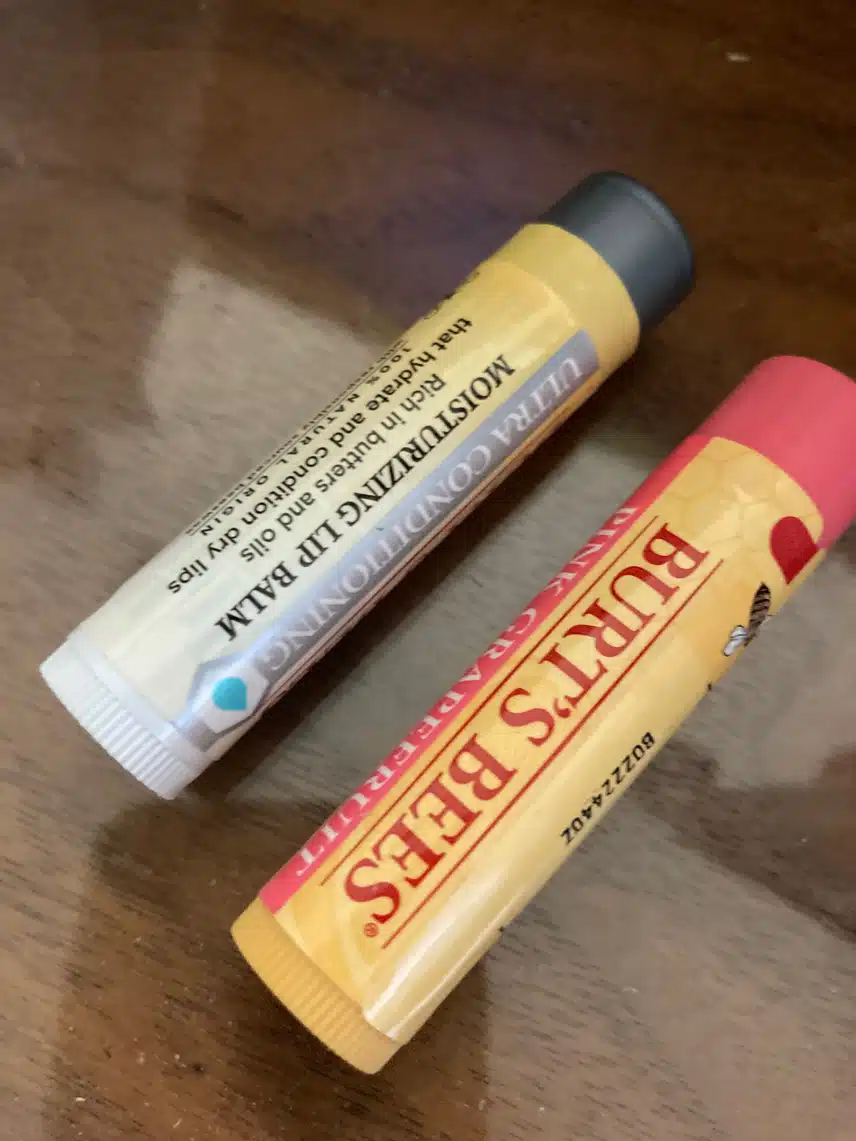 ULTRA CONDITIONING
MOISTURIZING LIP BALM
Rich in butters and oils
that hydrate and condition dry lips
100% NATURAL ORIGIN
BURT'S BEES®
PINK GRAPEFRUIT